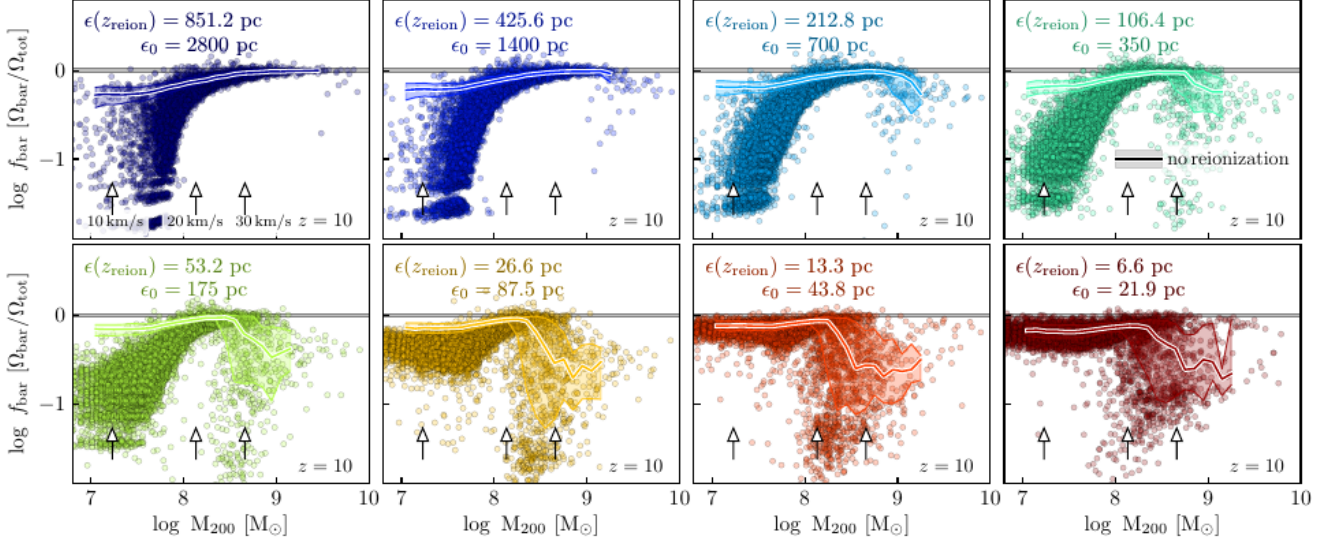 ϵ(z_reion) = 851.2 pc
ϵ_0 = 2800 pc
ϵ(z_reion) = 425.6 pc
ϵ_0 = 1400 pc
ϵ(z_reion) = 212.8 pc
ϵ_0 = 700 pc
ϵ(z_reion) = 106.4 pc
ϵ_0 = 350 pc
log f_bar [Ω_bar/Ω_tot]
0
−1
no reionization
10 km/s 20 km/s 30 km/s z = 10
z = 10
z = 10
z = 10
ϵ(z_reion) = 53.2 pc
ϵ_0 = 175 pc
ϵ(z_reion) = 26.6 pc
ϵ_0 = 87.5 pc
ϵ(z_reion) = 13.3 pc
ϵ_0 = 43.8 pc
ϵ(z_reion) = 6.6 pc
ϵ_0 = 21.9 pc
log f_bar [Ω_bar/Ω_tot]
0
−1
z = 10
z = 10
z = 10
z = 10
7 8 9 10
7 8 9 10
7 8 9 10
7 8 9 10
log M_200 [M_⊙]
log M_200 [M_⊙]
log M_200 [M_⊙]
log M_200 [M_⊙]